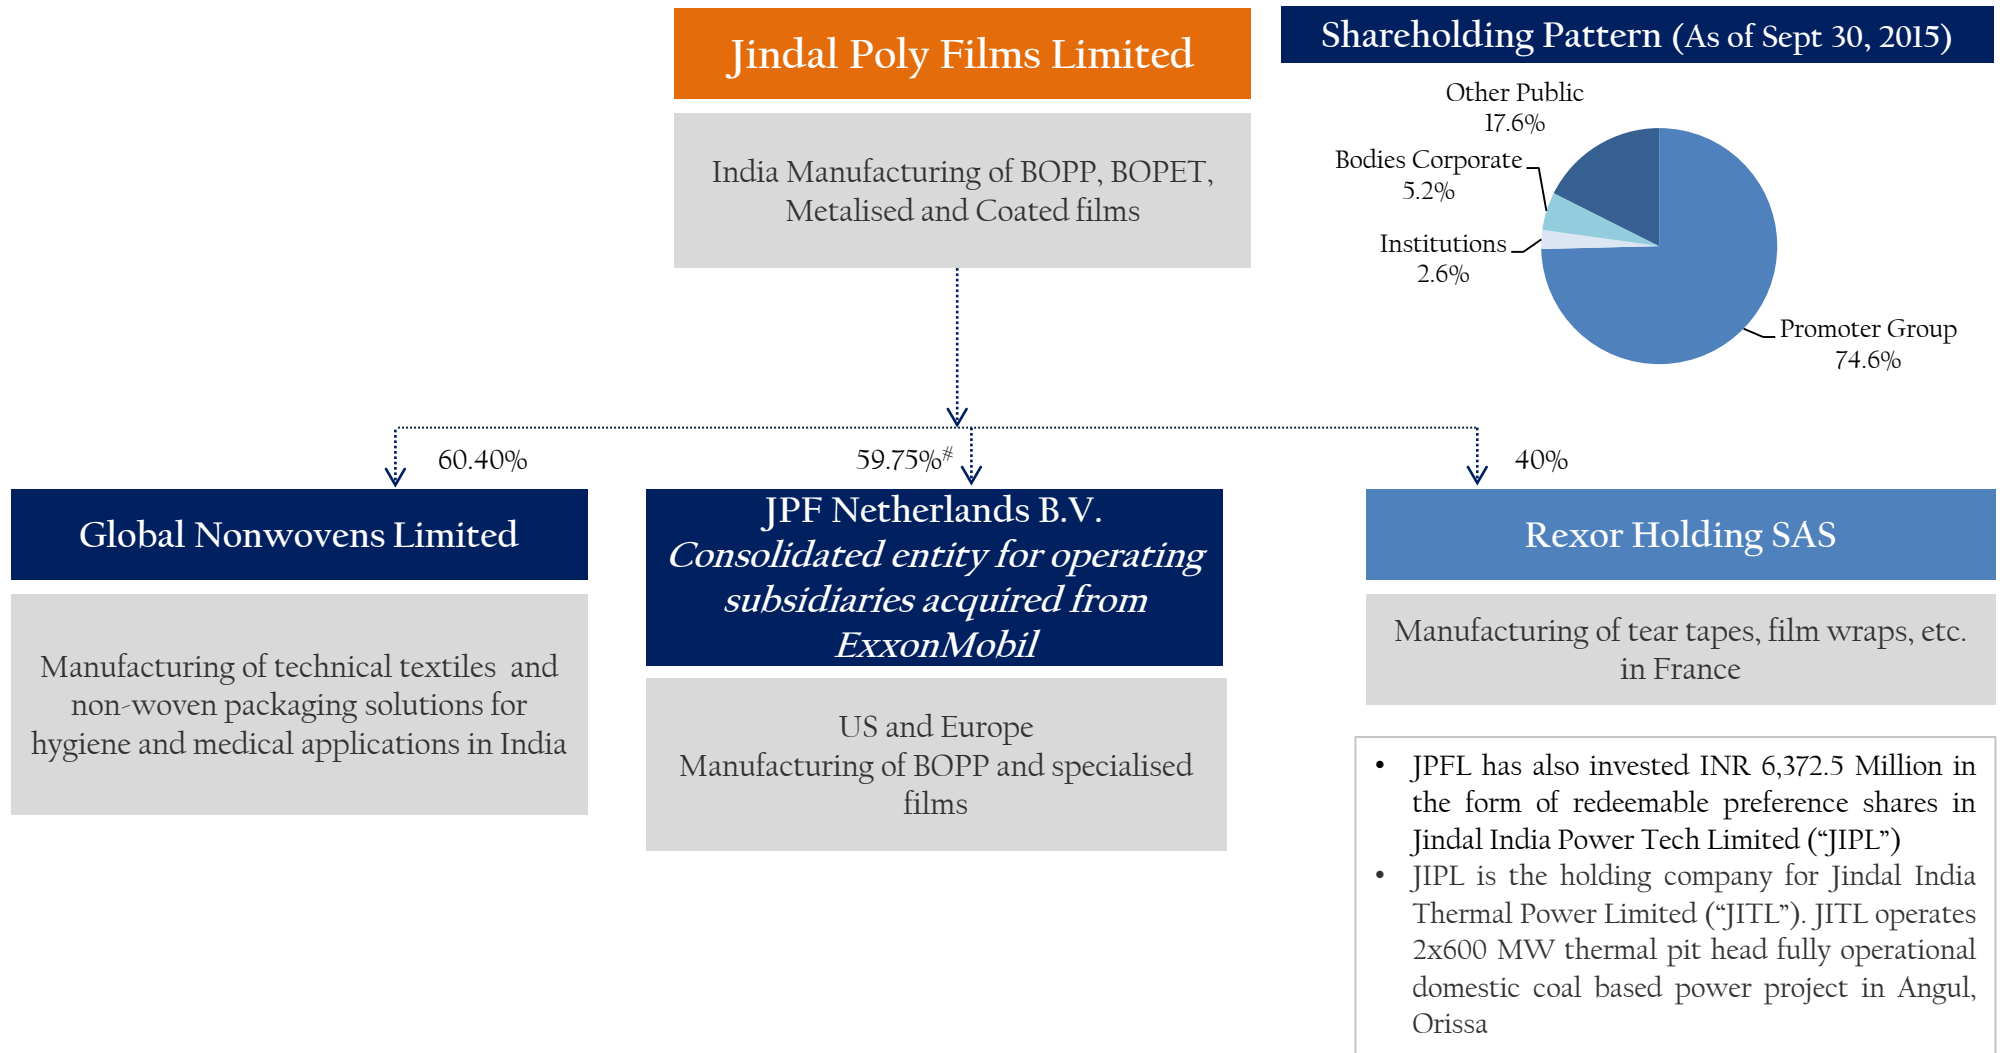 Jindal Poly Films Limited
India Manufacturing of BOPP, BOPET,
Metalised and Coated films
Shareholding Pattern (As of Sept 30, 2015)
Other Public
17.6%
Bodies Corporate
5.2%
Institutions
2.6%
Promoter Group
74.6%
60.40%
59.75%#
40%
Global Nonwovens Limited
Manufacturing of technical textiles and
non-woven packaging solutions for
hygiene and medical applications in India
JPF Netherlands B.V.
Consolidated entity for operating
subsidiaries acquired from
ExxonMobil
US and Europe
Manufacturing of BOPP and specialised
films
Rexor Holding SAS
Manufacturing of tear tapes, film wraps, etc.
in France
• JPFL has also invested INR 6,372.5 Million in
the form of redeemable preference shares in
Jindal India Power Tech Limited (“JIPL”)
• JIPL is the holding company for Jindal India
Thermal Power Limited (“JITL”). JITL operates
2x600 MW thermal pit head fully operational
domestic coal based power project in Angul,
Orissa